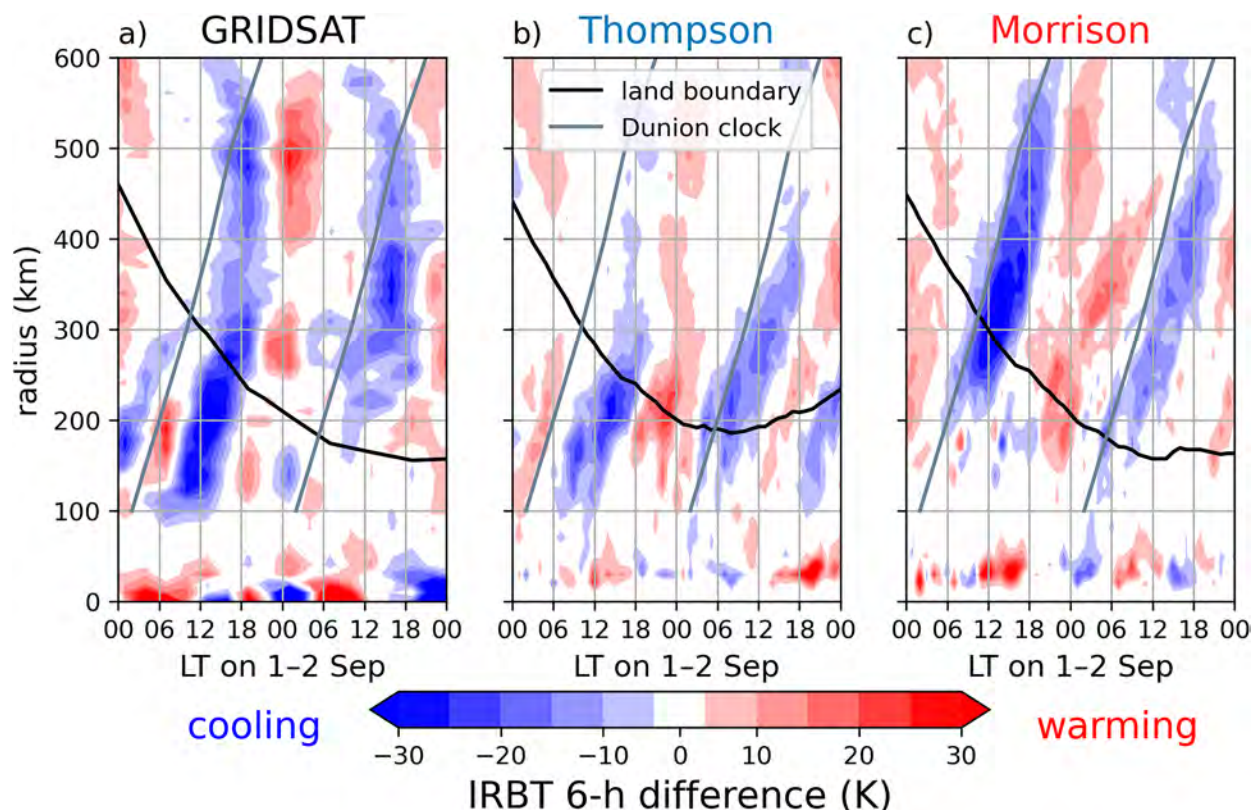 a) GRIDSAT
b) Thompson
c) Morrison
land boundary
Dunion clock
radius (km)
600
500
400
300
200
100
0
00 06 12 18 00 06 12 18 00
00 06 12 18 00 06 12 18 00
00 06 12 18 00 06 12 18 00
LT on 1–2 Sep
LT on 1–2 Sep
LT on 1–2 Sep
cooling
warming
−30 −20 −10 0 10 20 30
IRBT 6-h difference (K)